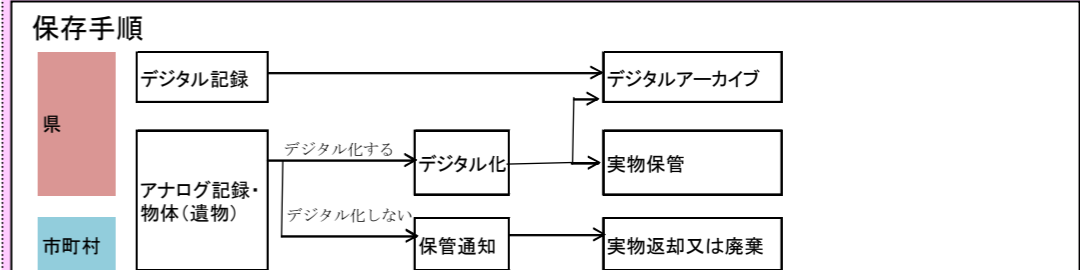 保存手順
県
デジタル記録
デジタルアーカイブ
アナログ記録・
物体（遺物）
デジタル化する
デジタル化
実物保管
市町村
デジタル化しない
保管通知
実物返却又は廃棄